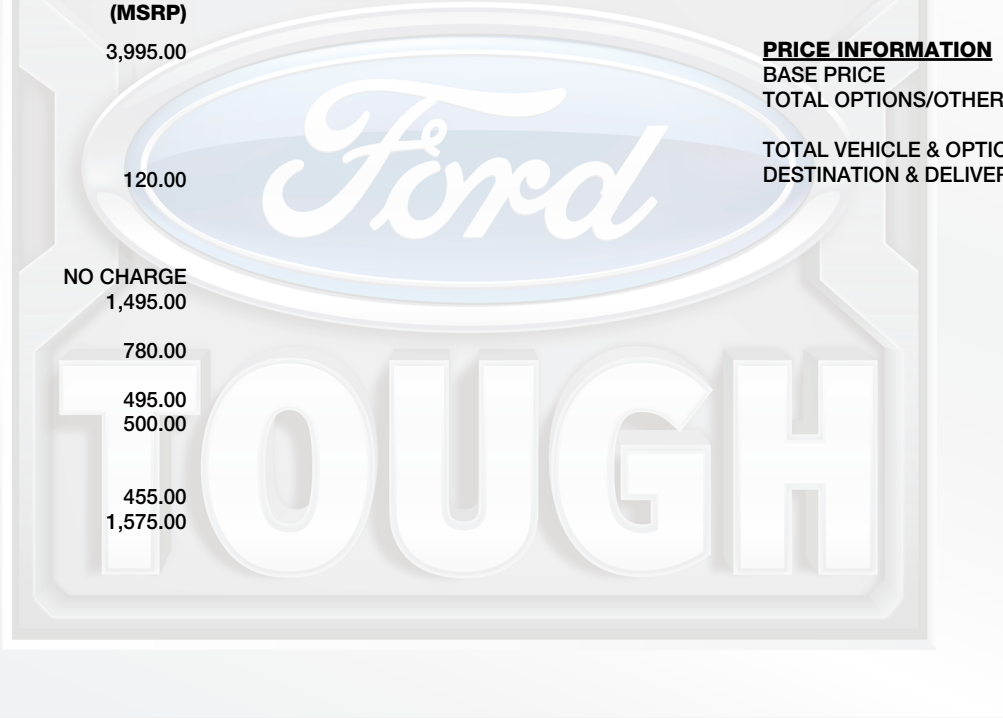 (MSRP)
3,995.00
120.00
NO CHARGE
1,495.00
780.00
495.00
500.00
455.00
1,575.00
PRICE INFORMATION
BASE PRICE
TOTAL OPTIONS/OTHER
TOTAL VEHICLE & OPTIO
DESTINATION & DELIVER
Ford
TOUGH